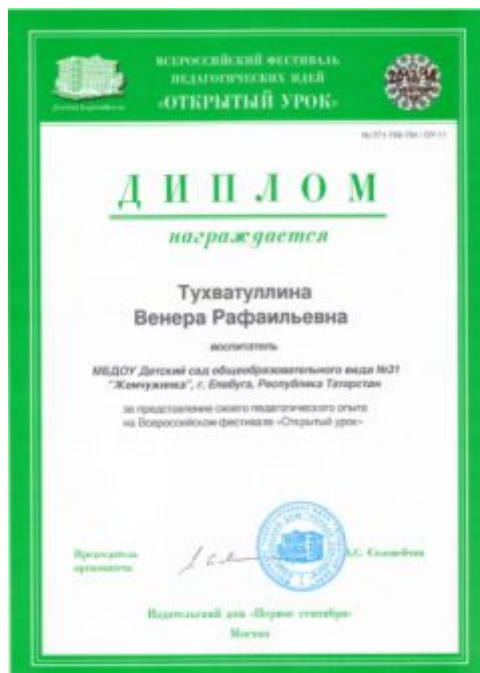 ВСЕРОССИЙСКИЙ ФЕСТИВАЛЬ
ПЕДАГОГИЧЕСКИХ ИДЕЙ
«ОТКРЫТЫЙ УРОК»
ДИПЛОМ
награждается
Тухватуллина
Венера Рафаильевна
воспитатель
МБДОУ Детский сад общеобразовательного вида №31
"Жемчужинка", г. Елабуга, Республика Татарстан
за представление своего педагогического опыта
на Всероссийском фестивале «Открытый урок»
Председатель
оргкомитета
А.С. Соловейчик
Издательский дом «Первое сентября»
Москва